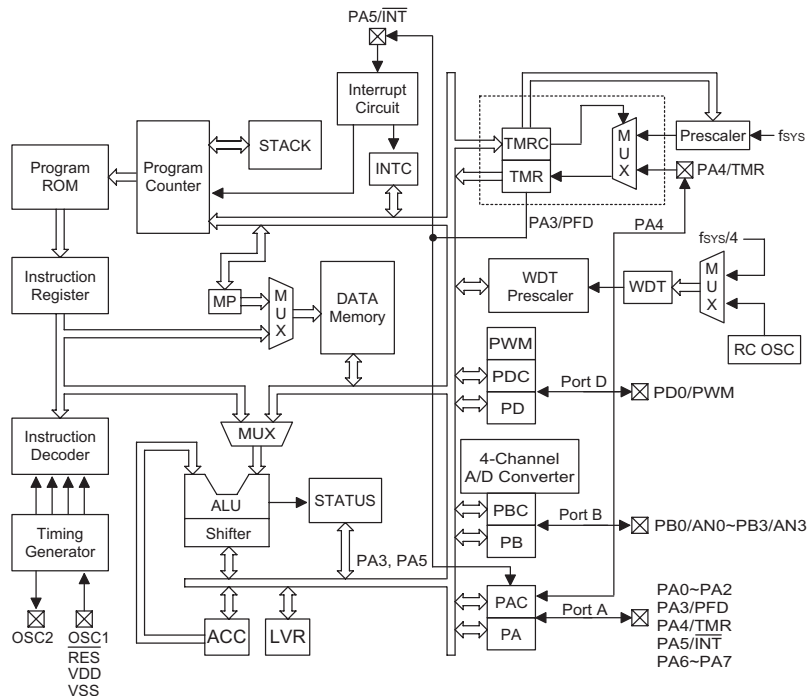 PA5/INT
Interrupt
Circuit
STACK
INTC
Program
ROM
Program
Counter
TMRC
TMR
MUX
Prescaler
fSYS
PA4/TMR
PA3/PFD
PA4
fSYS/4
Instruction
Register
MP
MUX
DATA
Memory
WDT
Prescaler
WDT
MUX
RC OSC
PWM
PDC
PD
Port D
PD0/PWM
MUX
Instruction
Decoder
ALU
Shifter
STATUS
4-Channel
A/D Converter
PBC
PB
Port B
PB0/AN0~PB3/AN3
Timing
Generator
PA3, PA5
PAC
PA
Port A
PA0~PA2
PA3/PFD
PA4/TMR
PA5/INT
PA6~PA7
OSC2
OSC1
RES
VDD
VSS
ACC
LVR